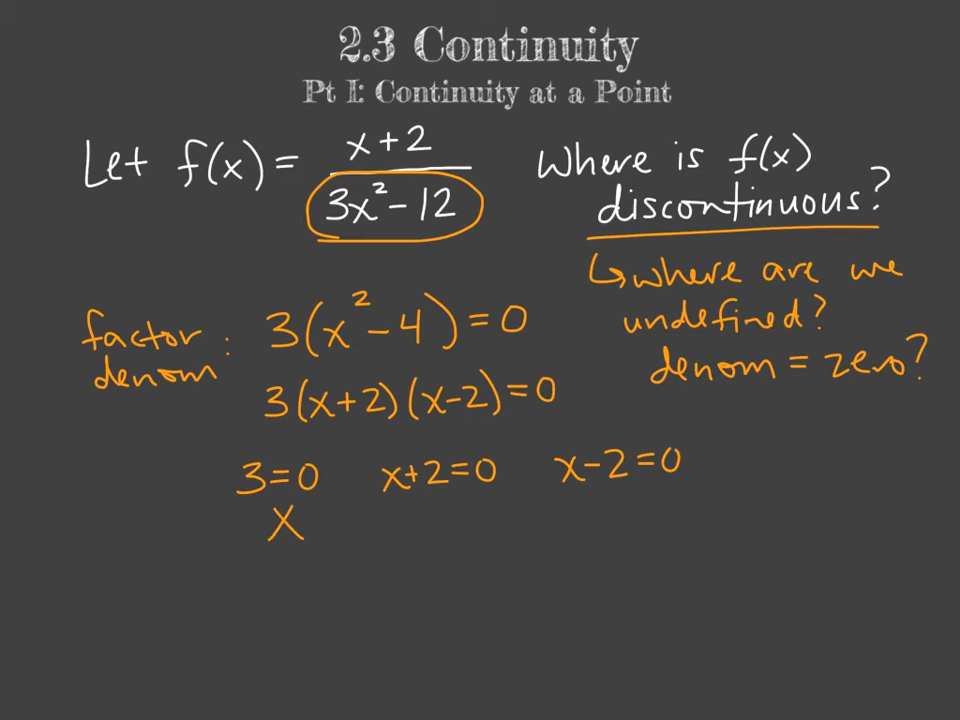 2.3 Continuity
Pt I: Continuity at a Point
Let f(x) = (x+2)/(3x² - 12)
Where is f(x)
discontinuous?
↳ where are we
undefined?
denom = zero?
factor
denom :
3(x² - 4) = 0
3(x+2)(x-2) = 0
3=0 x+2=0 x-2=0
X